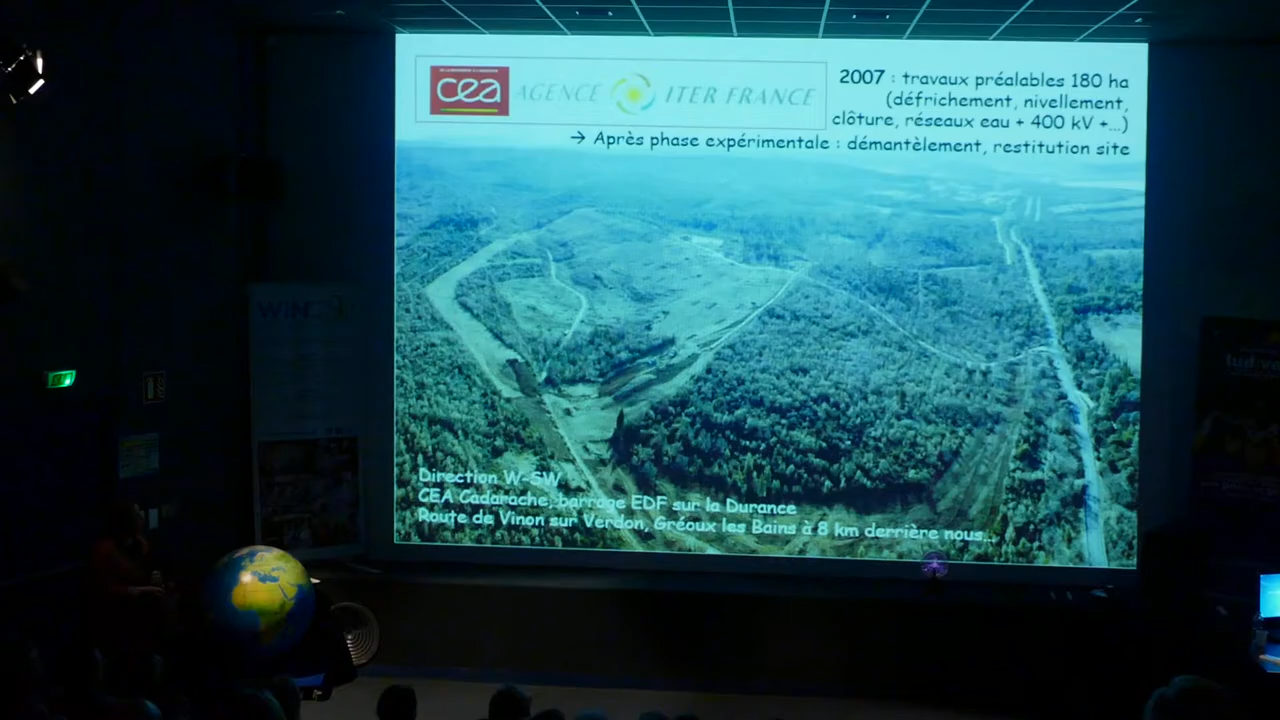 cea
AGENCE ITER FRANCE
2007 : travaux préalables 180 ha
(défrichement, nivellement,
clôture, réseaux eau + 400 kV +...)
→ Après phase expérimentale : démantèlement, restitution site
Direction W-SW
CEA Cadarache, barrage EDF sur la Durance
Route de Vinon sur Verdon, Gréoux les Bains à 8 km derrière nous...